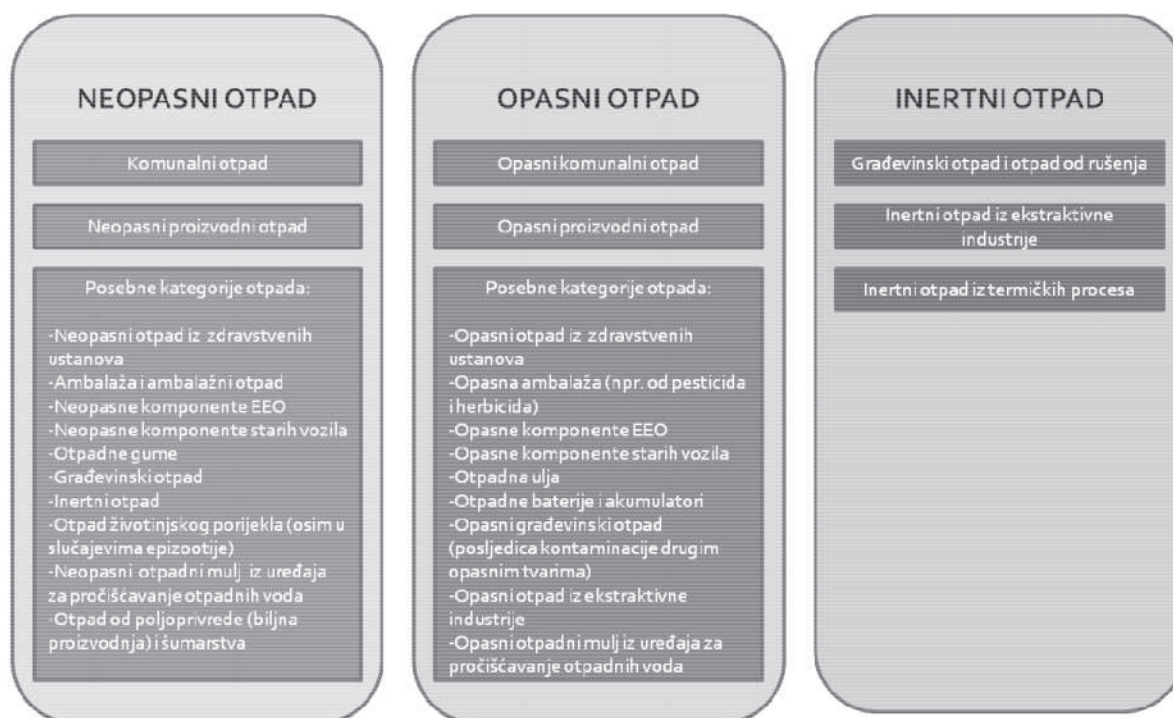 NEOPASNI OTPAD
Komunalni otpad
Neopasni proizvodni otpad
Posebne kategorije otpada:
-Neopasni otpad iz zdravstvenih
ustanova
-Ambalaža i ambalažni otpad
-Neopasne komponente EEO
-Neopasne komponente starih vozila
-Otpadne gume
-Građevinski otpad
-Inertni otpad
-Otpad životinjskog porijekla (osim u
slučajevima epizootije)
-Neopasni otpadni mulj iz uređaja
za pročišćavanje otpadnih voda
-Otpad od poljoprivrede (biljna
proizvodnja) i šumarstva
OPASNI OTPAD
Opasni komunalni otpad
Opasni proizvodni otpad
Posebne kategorije otpada:
-Opasni otpad iz zdravstvenih
ustanova
-Opasna ambalaža (npr. od pesticida
i herbicida)
-Opasne komponente EEO
-Opasne komponente starih vozila
-Otpadna ulja
-Otpadne baterije i akumulatori
-Opasni građevinski otpad
(posljedica kontaminacije drugim
opasnim tvarima)
-Opasni otpad iz ekstraktivne
industrije
-Opasni otpadni mulj iz uređaja za
pročišćavanje otpadnih voda
INERTNI OTPAD
Građevinski otpad i otpad od rušenja
Inertni otpad iz ekstraktivne
industrije
Inertni otpad iz termičkih procesa